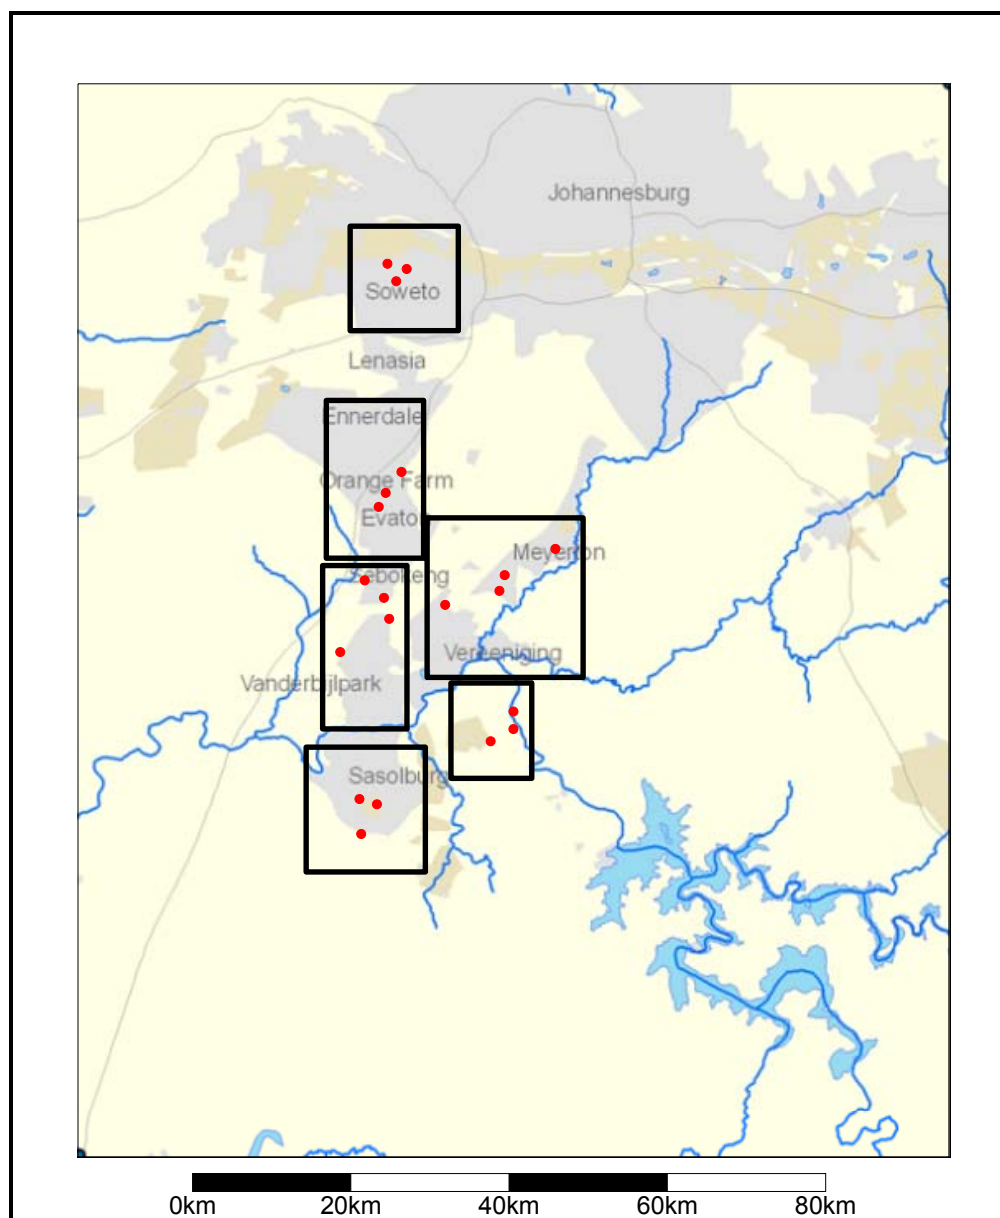 Johannesburg
Soweto
Lenasia
Ennerdale
Orange Farm
Evaton
Meyerton
Sebokeng
Vereeniging
Vanderbijlpark
Sasolburg
0km 20km 40km 60km 80km